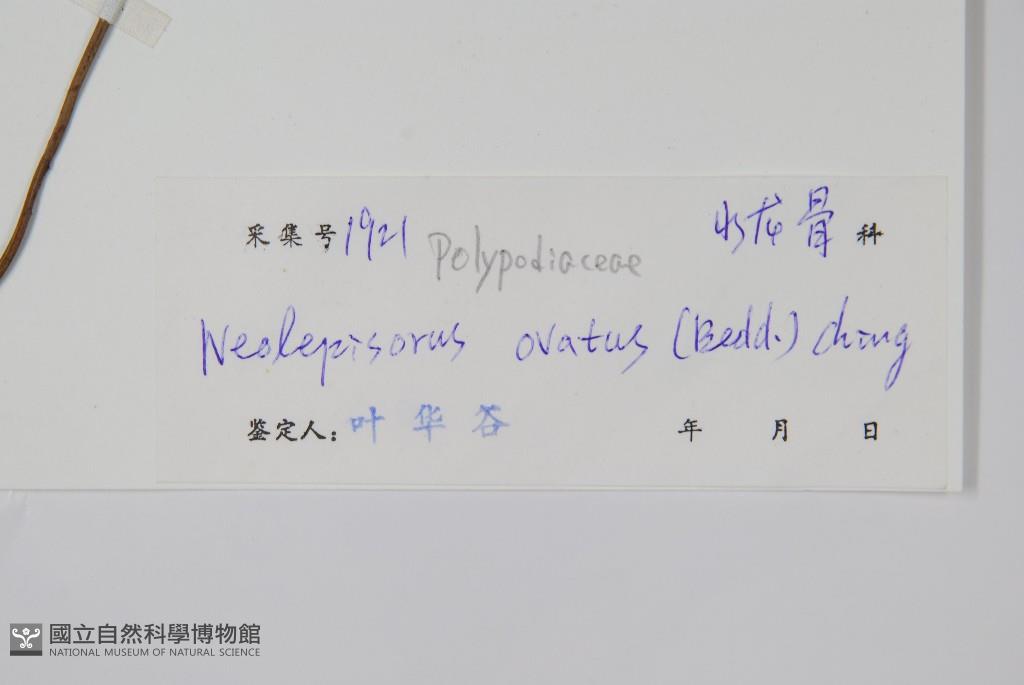 采集号 1921 Polypodiaceae 水龙骨 科
Neolepisorus ovatus (Bedd.) Ching
鉴定人: 叶华谷 年 月 日
國立自然科學博物館
NATIONAL MUSEUM OF NATURAL SCIENCE